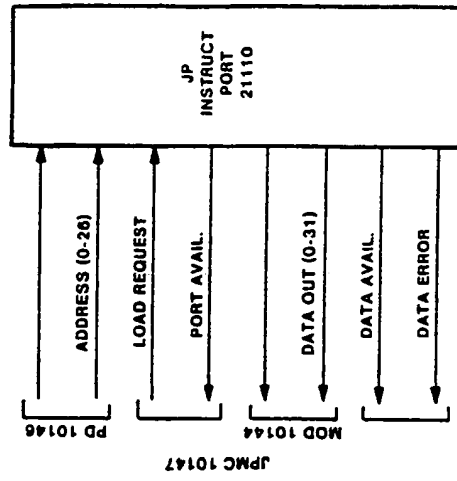 JP
INSTRUCT
PORT
21110
ADDRESS (0-26)
LOAD REQUEST
PORT AVAIL.
DATA OUT (0-31)
DATA AVAIL.
DATA ERROR
PD 10146
MOD 10144
JPMC 10147